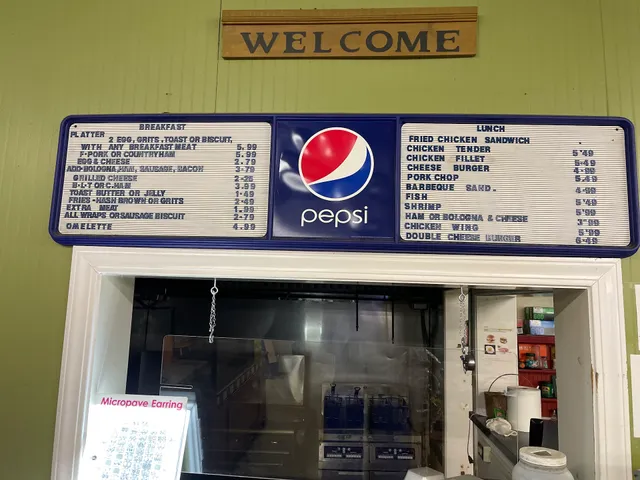 WELCOME
BREAKFAST
PLATTER
2 EGG, GRITS, TOAST OR BISCUIT,
WITH ANY BREAKFAST MEAT 5.99
F-PORK OR COUNTRYHAM 5.99
EGG & CHEESE 2.79
ADD-BOLOGNA,HAM, SAUSAGE, BACON 3-79
GRILLED CHEESE 2-25
B-L-T OR C.HAM 3.99
TOAST BUTTER OR JELLY 1-49
FRIES-HASH BROWN OR GRITS 2-49
EXTRA MEAT 1.98
ALL WRAPS OR SAUSAGE BISCUIT 2-79
OMELETTE 4.99
pepsi
LUNCH
FRIED CHICKEN SANDWICH
CHICKEN TENDER 5'49
CHICKEN FILLET 5-49
CHEESE BURGER 4-99
PORK CHOP 5.49
BARBEQUE SAND- 4-99
FISH 5'49
SHRIMP 5'99
HAM OR BOLOGNA & CHEESE 3"99
CHICKEN WING 5'99
DOUBLE CHEESE BURGER 6-49
Micropave Earring